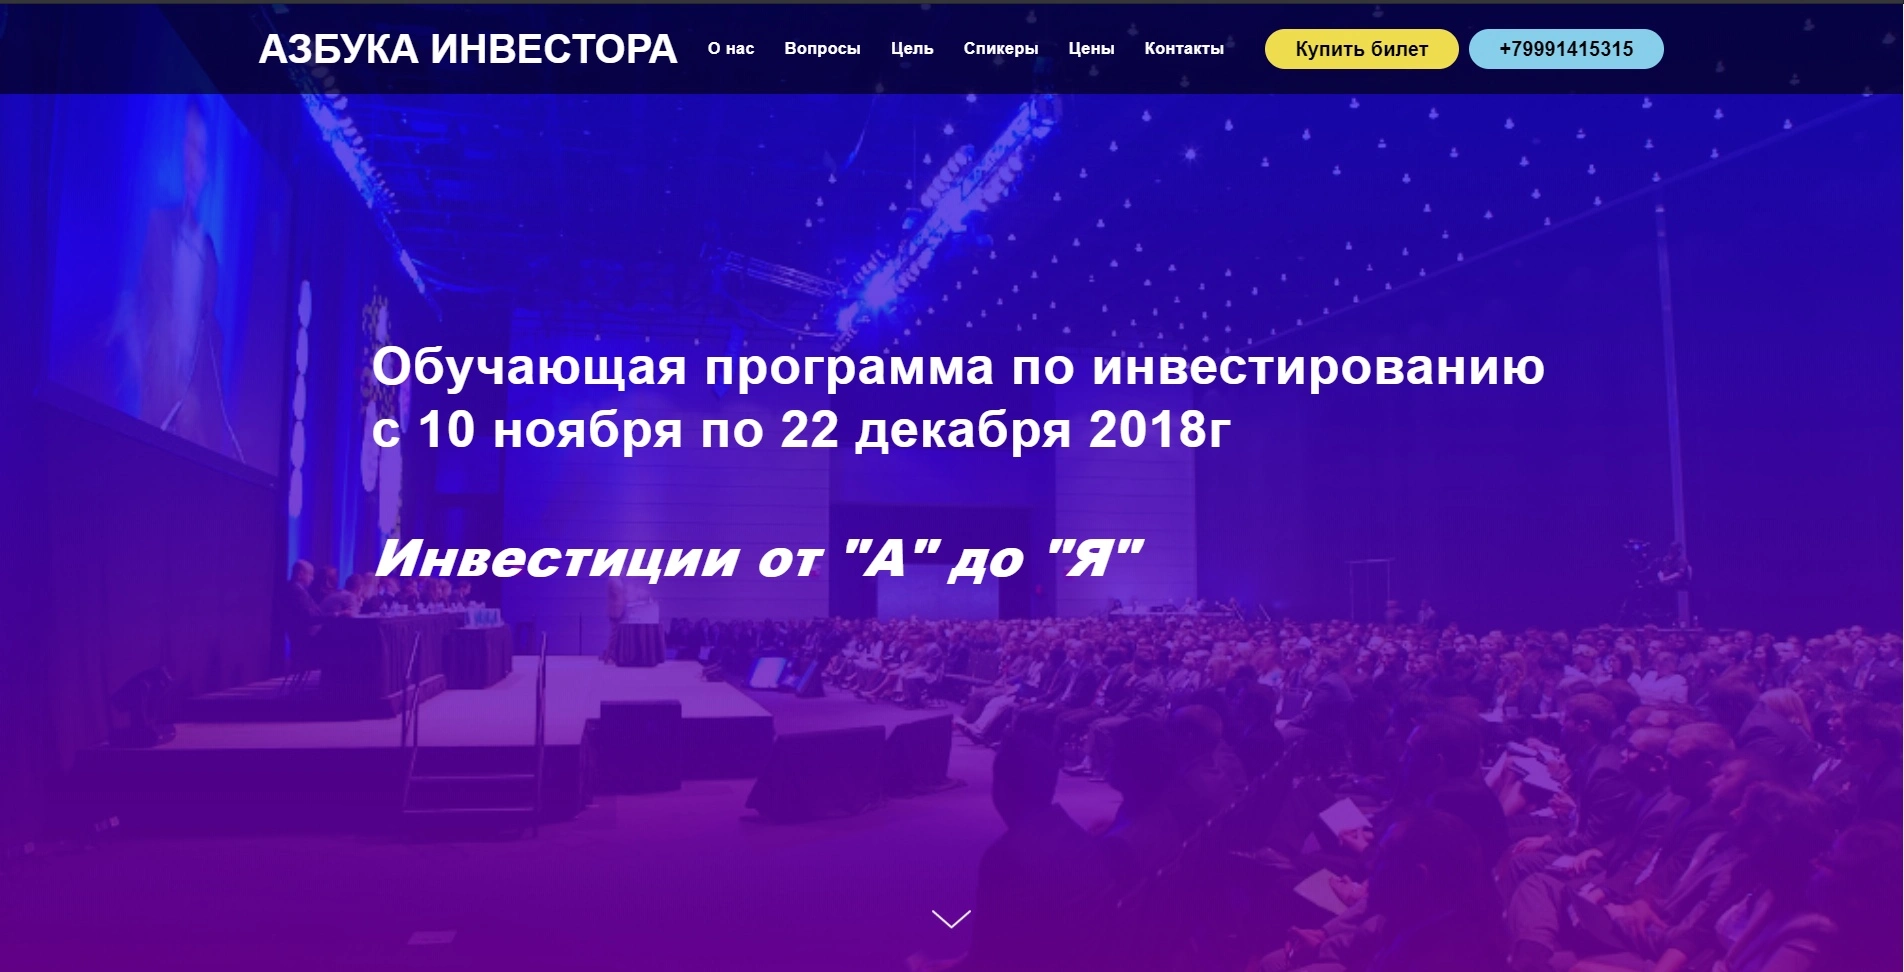 АЗБУКА ИНВЕСТОРА О нас Вопросы Цель Спикеры Цены Контакты Купить билет +79991415315
Обучающая программа по инвестированию
с 10 ноября по 22 декабря 2018г
Инвестиции от "А" до "Я"